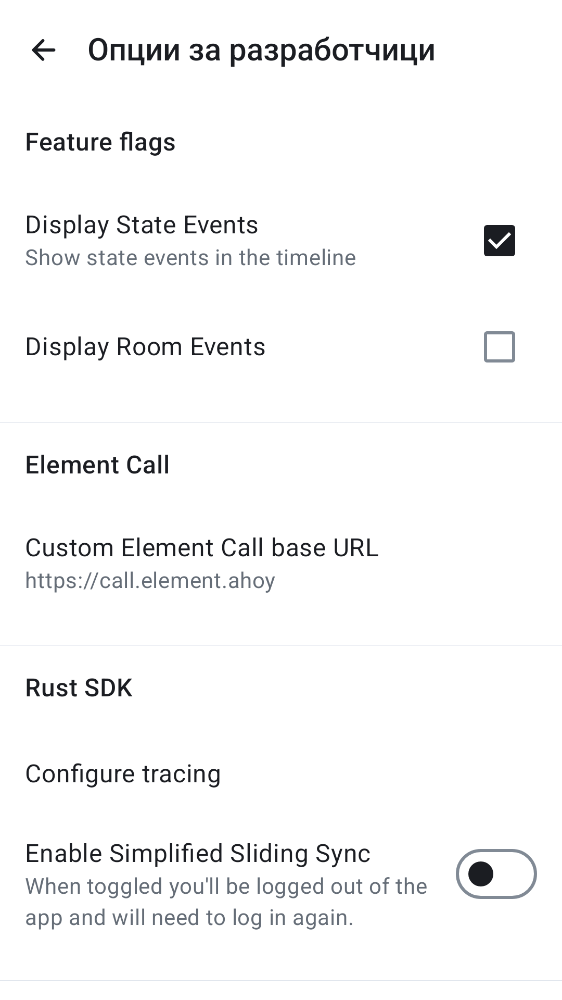 Опции за разработчици
Feature flags
Display State Events
Show state events in the timeline
Display Room Events
Element Call
Custom Element Call base URL
https://call.element.ahoy
Rust SDK
Configure tracing
Enable Simplified Sliding Sync
When toggled you'll be logged out of the
app and will need to log in again.